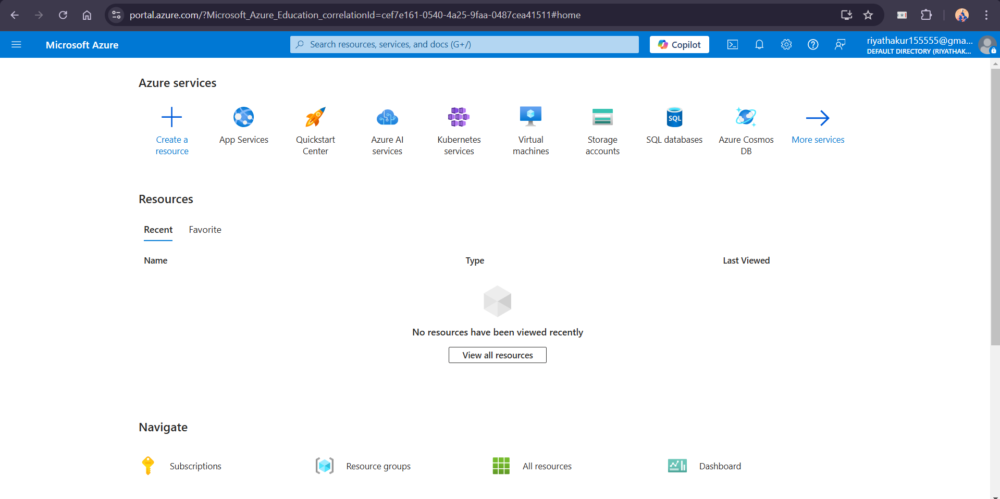 portal.azure.com/?Microsoft_Azure_Education_correlationId=cef7e161-0540-4a25-9faa-0487cea41511#home
Microsoft Azure
Search resources, services, and docs (G+/)
Copilot
riyathakur155555@gma...
DEFAULT DIRECTORY (RIYATHAK...
Azure services
Create a
resource
App Services
Quickstart
Center
Azure AI
services
Kubernetes
services
Virtual
machines
Storage
accounts
SQL
SQL databases
Azure Cosmos
DB
More services
Resources
Recent
Favorite
Name
Type
Last Viewed
No resources have been viewed recently
View all resources
Navigate
Subscriptions
Resource groups
All resources
Dashboard